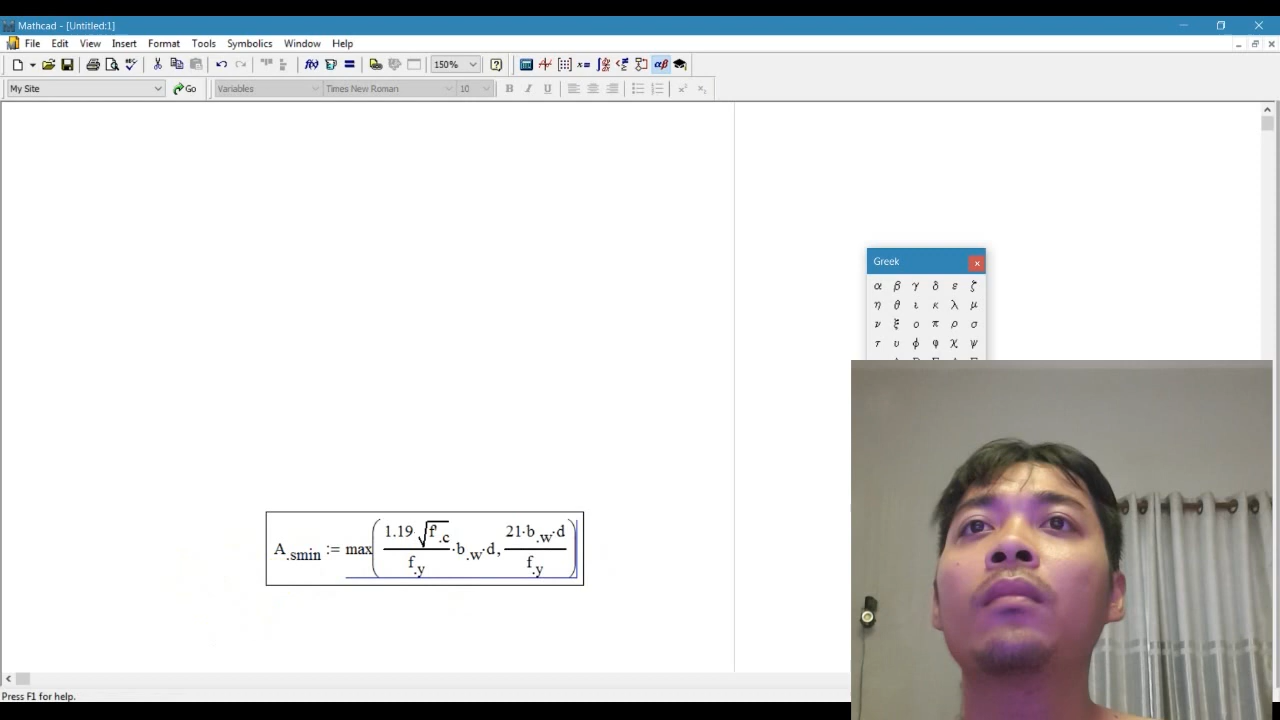 Mathcad - [Untitled:1]
File Edit View Insert Format Tools Symbolics Window Help
150%
My Site Go Variables Times New Roman 10 B I U
Greek
α β γ δ ε ζ
η θ ι κ λ μ
ν ξ ο π ρ σ
τ υ ϕ φ χ ψ
A.smin := max(1.19 √f'.c / f.y · b.w · d, 21·b.w·d / f.y)
Press F1 for help.